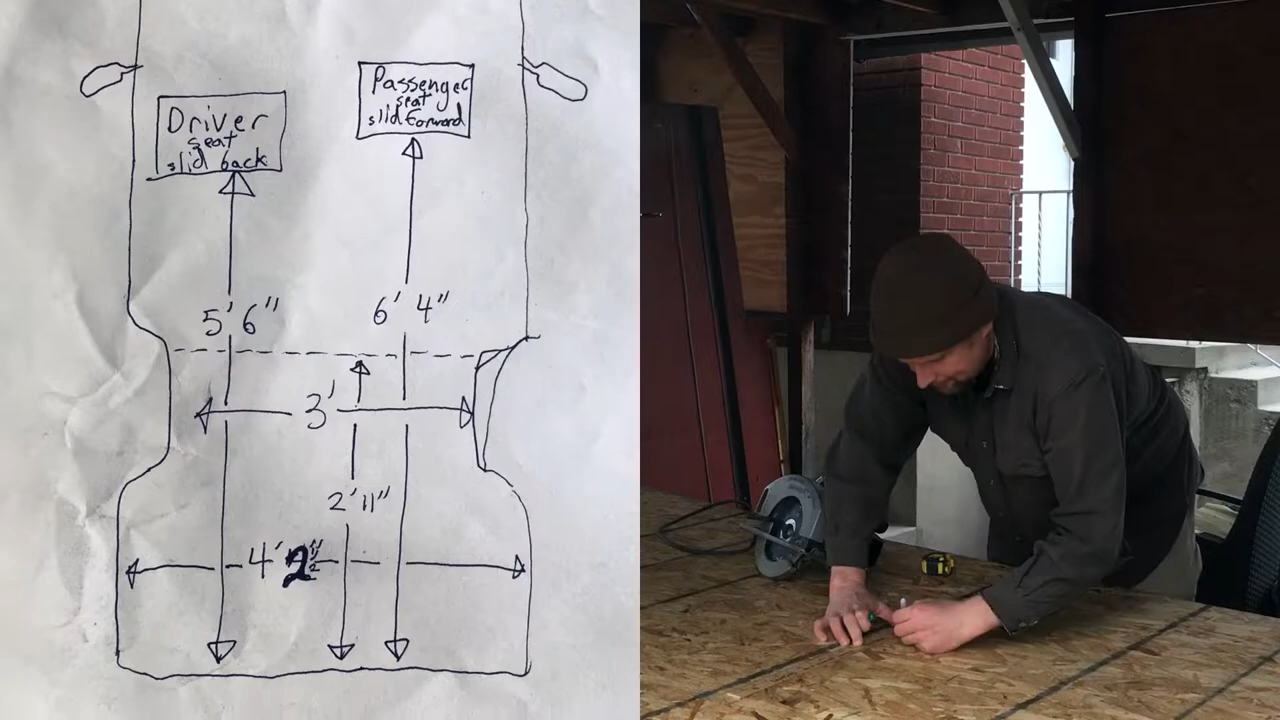 Driver
seat
slid back
Passenger
seat
slid forward
5' 6"
6' 4"
3'
2' 11"
4' 2½"